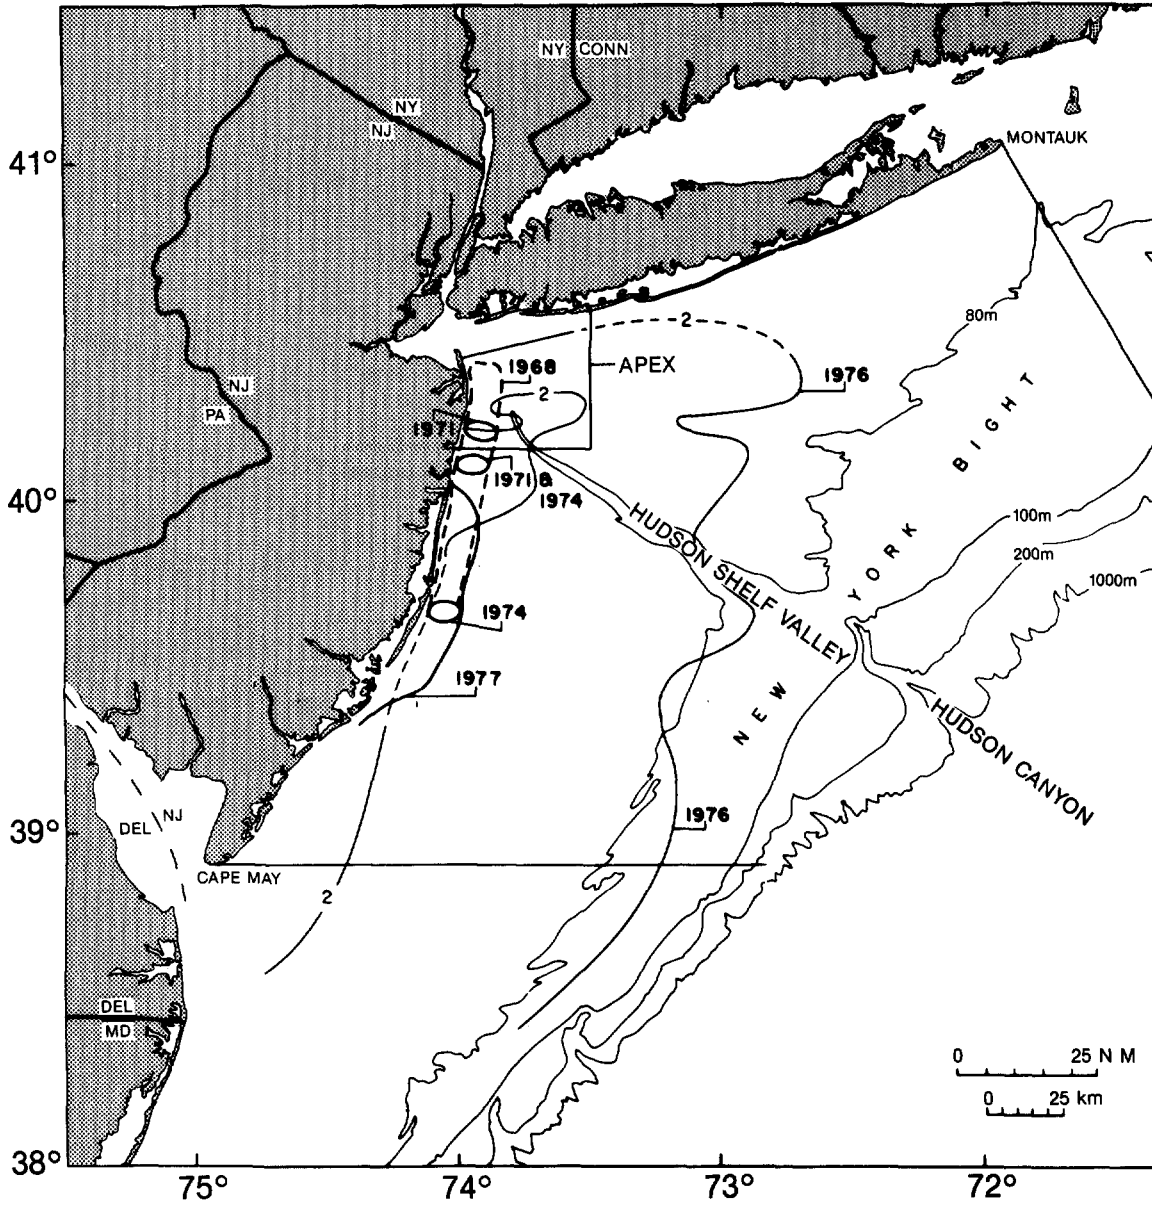 NY CONN
NY
NJ
41°
MONTAUK
80m
2
1968
APEX
1976
NJ
PA
2
1971
1971&
1974
40°
NEW YORK BIGHT
HUDSON SHELF VALLEY
100m
200m
1000m
1974
1977
HUDSON CANYON
1976
39°
DEL NJ
CAPE MAY
2
DEL
MD
0 25 N M
0 25 km
38°
75° 74° 73° 72°